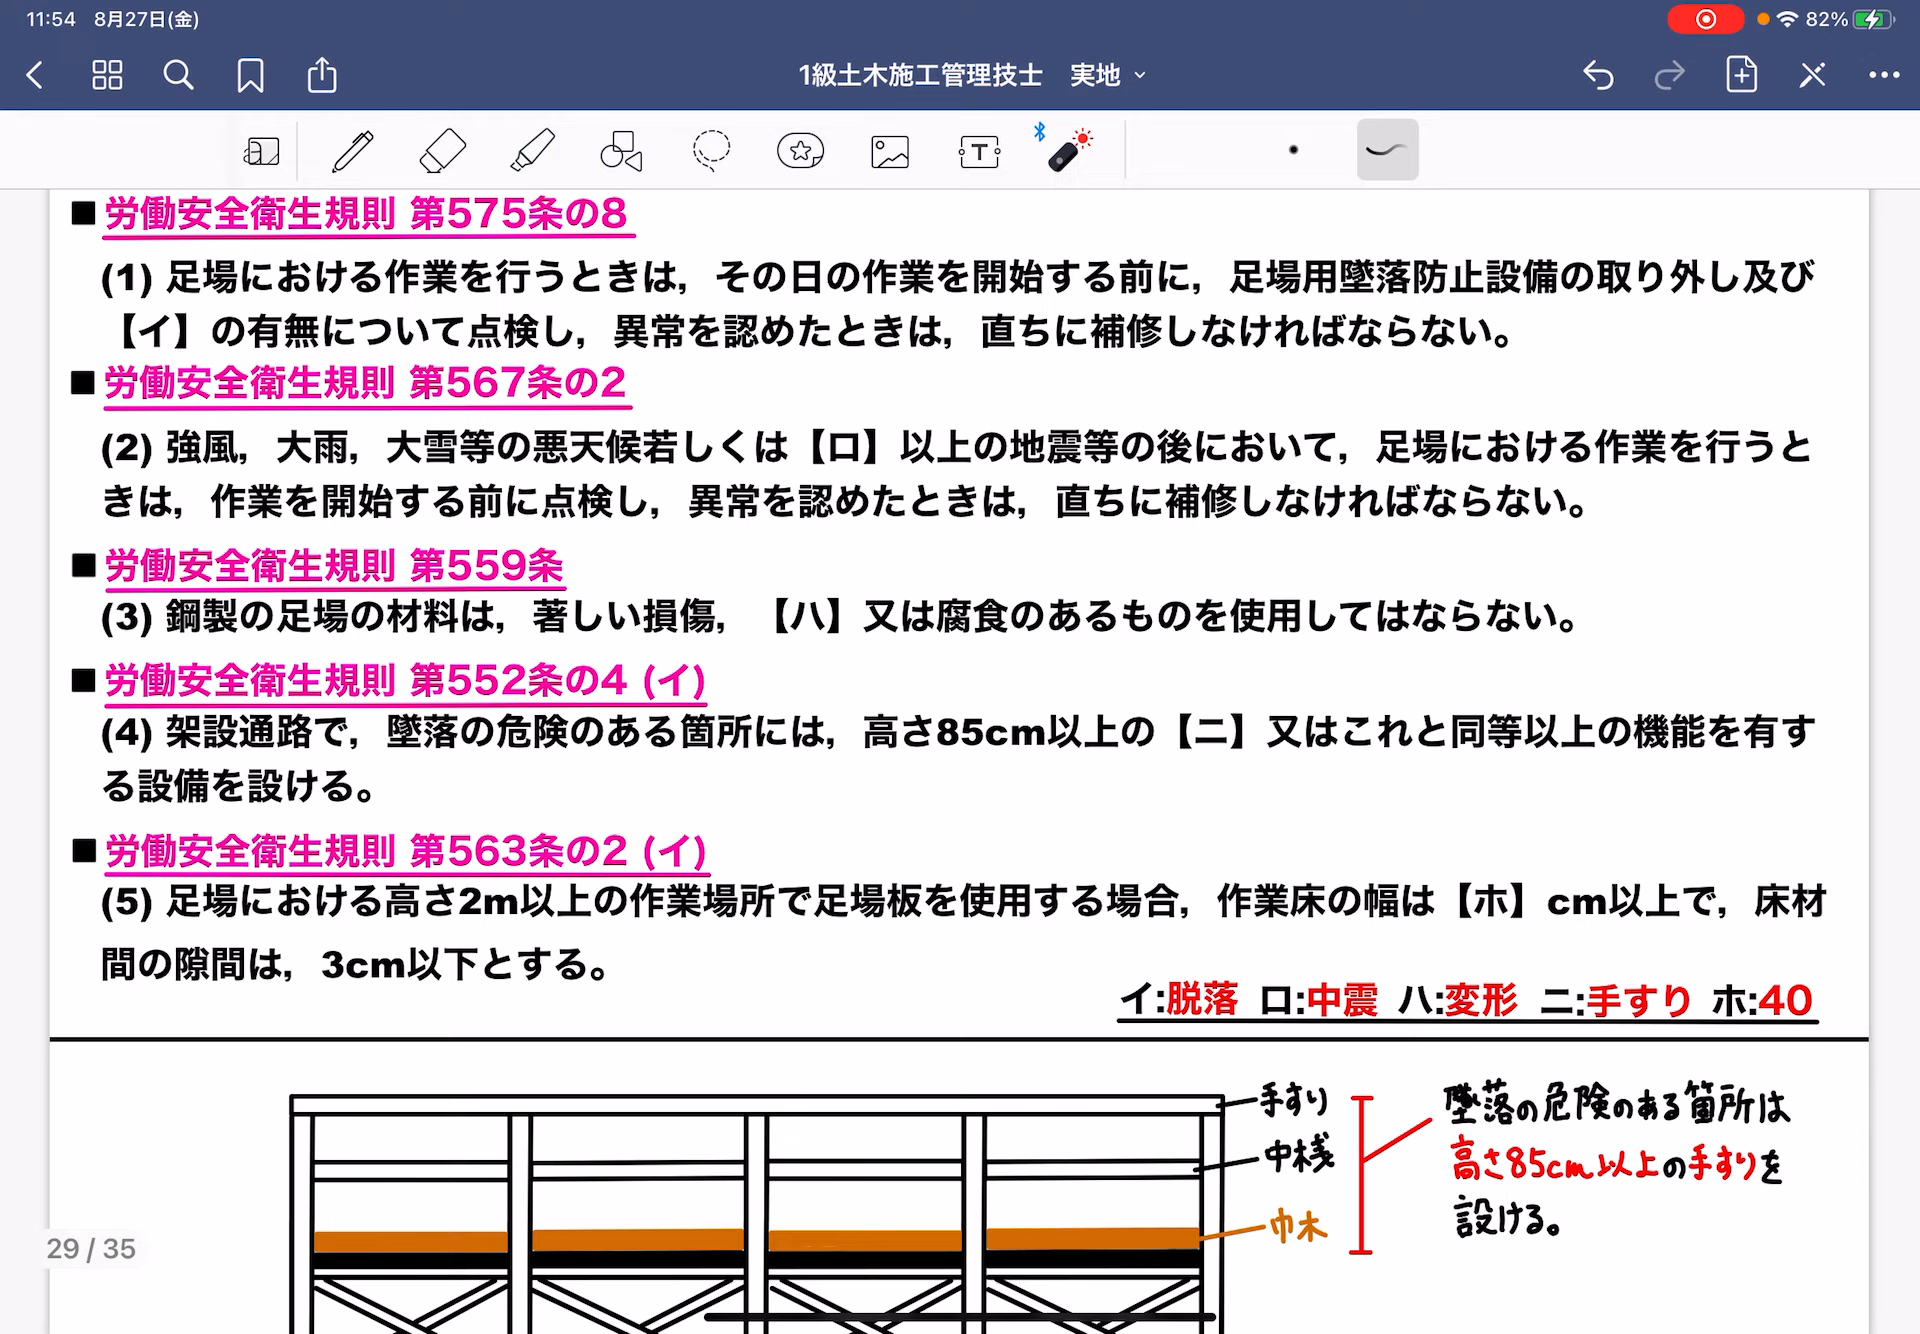 11:54 8月27日(金)
82%
1級土木施工管理技士 実地
■労働安全衛生規則 第575条の8
(1) 足場における作業を行うときは，その日の作業を開始する前に，足場用墜落防止設備の取り外し及び
【イ】の有無について点検し，異常を認めたときは，直ちに補修しなければならない。
■労働安全衛生規則 第567条の2
(2) 強風，大雨，大雪等の悪天候若しくは【ロ】以上の地震等の後において，足場における作業を行うと
きは，作業を開始する前に点検し，異常を認めたときは，直ちに補修しなければならない。
■労働安全衛生規則 第559条
(3) 鋼製の足場の材料は，著しい損傷，【ハ】又は腐食のあるものを使用してはならない。
■労働安全衛生規則 第552条の4 (イ)
(4) 架設通路で，墜落の危険のある箇所には，高さ85cm以上の【ニ】又はこれと同等以上の機能を有す
る設備を設ける。
■労働安全衛生規則 第563条の2 (イ)
(5) 足場における高さ2m以上の作業場所で足場板を使用する場合，作業床の幅は【ホ】cm以上で，床材
間の隙間は，3cm以下とする。
イ:脱落 ロ:中震 ハ:変形 ニ:手すり ホ:40
手すり
中桟
巾木
墜落の危険のある箇所は
高さ85cm以上の手すりを
設ける。
29 / 35